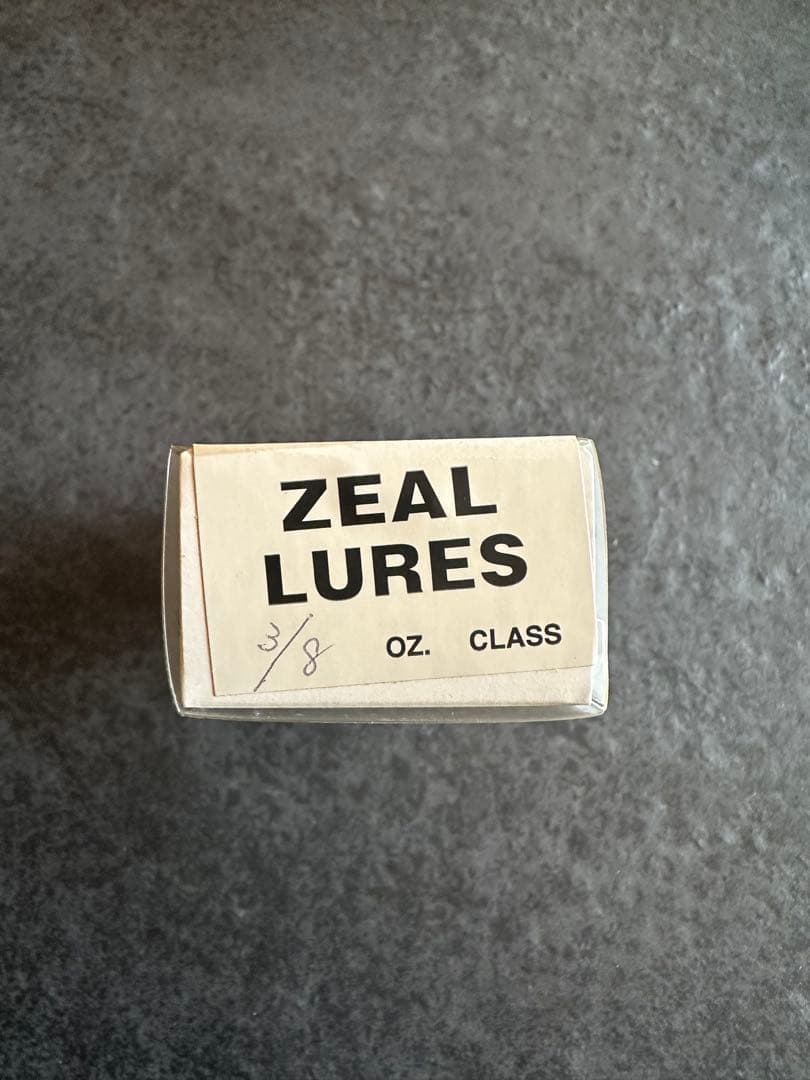 ZEAL
LURES
3/8 OZ. CLASS